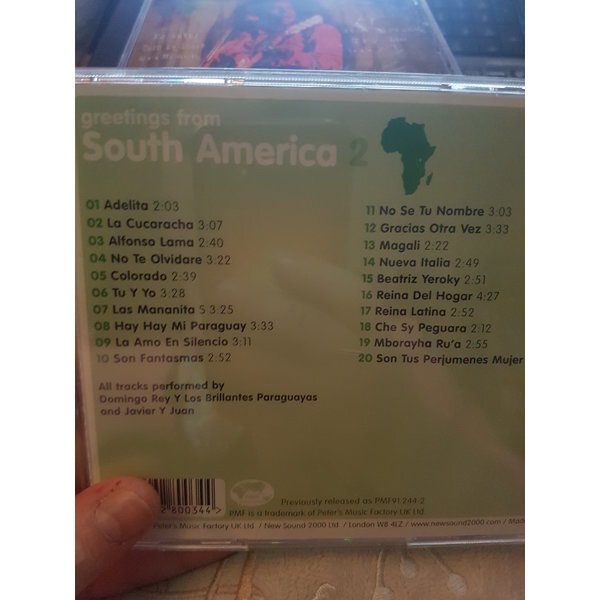 greetings from
South America 2
01 Adelita 2:03
02 La Cucaracha 3:07
03 Alfonso Lama 2:40
04 No Te Olvidare 3:22
05 Colorado 2:39
06 Tu Y Yo 3:28
07 Las Mananita S 3:25
08 Hay Hay Mi Paraguay 3:33
09 La Amo En Silencio 3:11
10 Son Fantasmas 2:52
11 No Se Tu Nombre 3:03
12 Gracias Otra Vez 3:33
13 Magali 2:22
14 Nueva Italia 2:49
15 Beatriz Yeroky 2:51
16 Reina Del Hogar 4:27
17 Reina Latina 2:52
18 Che Sy Peguara 2:12
19 Mborayha Ru'a 2:55
20 Son Tus Perjumenes Mujer
All tracks performed by
Domingo Rey Y Los Brillantes Paraguayas
and Javier Y Juan
2 800344 >
Previously released as PMF91244-2
PMF is a trademark of Peter's Music Factory UK Ltd.
Peter's Music Factory UK Ltd. / New Sound 2000 Ltd. / London W8 4LZ / www.newsound2000.com / Made